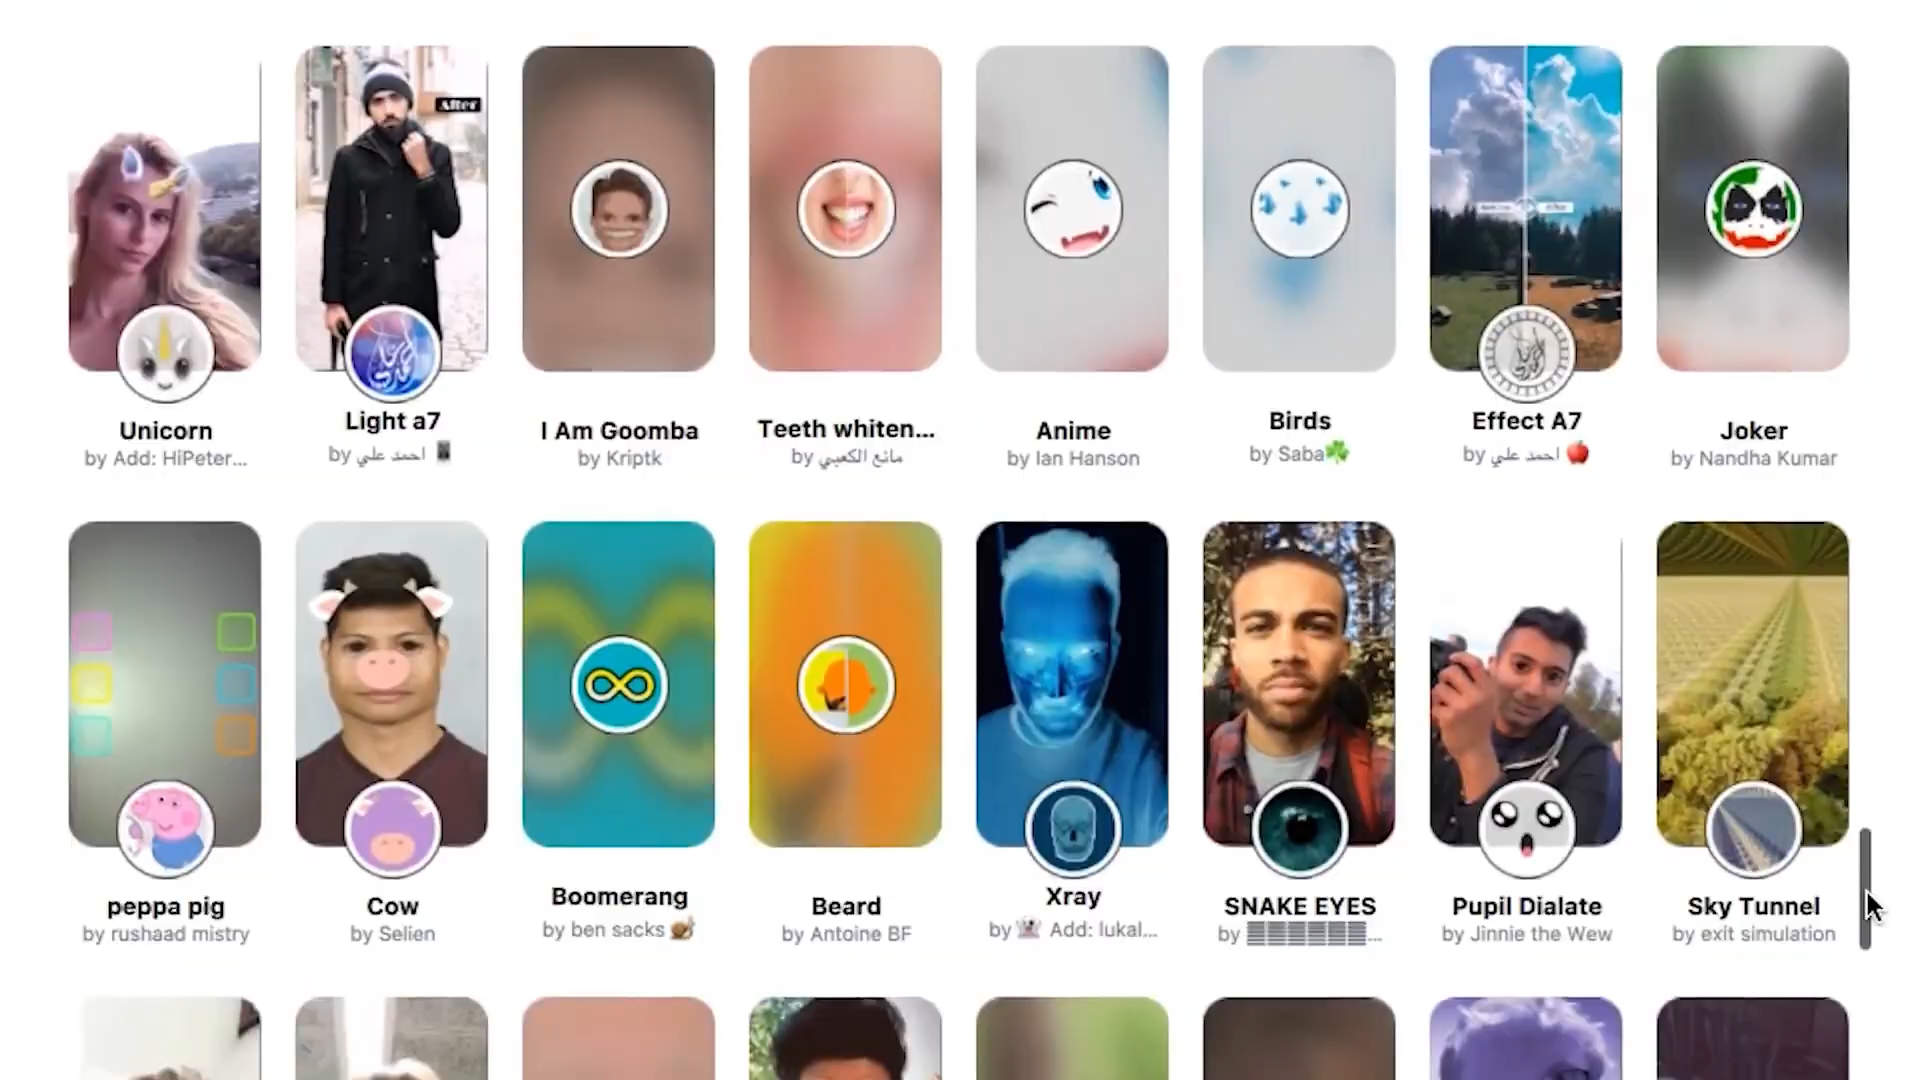 After
Unicorn
by Add: HiPeter...
Light a7
by احمد علي 📱
I Am Goomba
by Kriptk
Teeth whiten...
by مانع الكعبي
Anime
by Ian Hanson
Birds
by Saba☘️
Effect A7
by احمد علي 🍎
Joker
by Nandha Kumar
peppa pig
by rushaad mistry
Cow
by Selien
Boomerang
by ben sacks 🐌
Beard
by Antoine BF
Xray
by 👻 Add: lukal...
SNAKE EYES
by ▤▤▤▤▤▤...
Pupil Dialate
by Jinnie the Wew
Sky Tunnel
by exit simulation